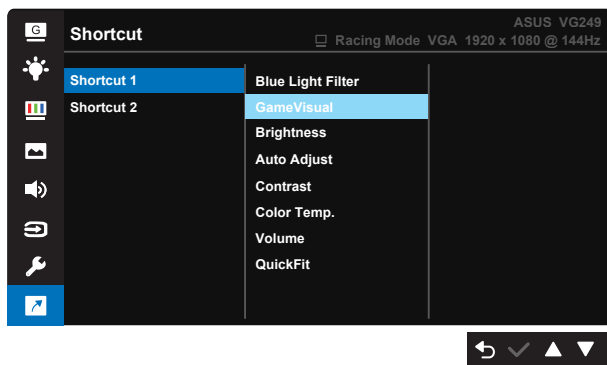 G
Shortcut
ASUS VG249
Racing Mode VGA 1920 x 1080 @ 144Hz
Shortcut 1
Shortcut 2
Blue Light Filter
GameVisual
Brightness
Auto Adjust
Contrast
Color Temp.
Volume
QuickFit